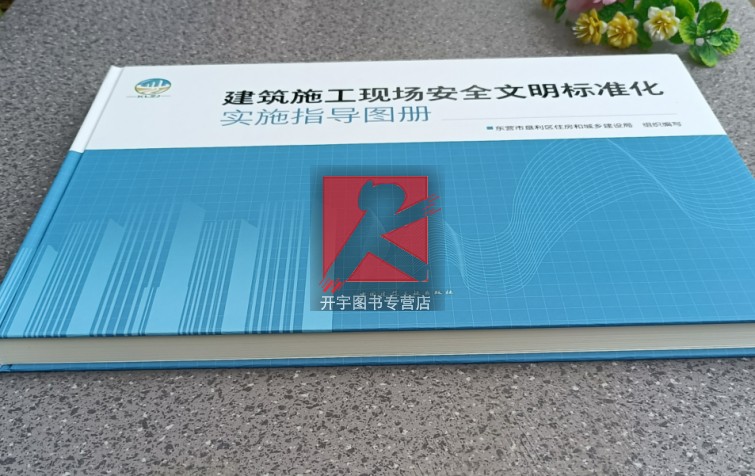 建筑施工现场安全文明标准化
实施指导图册
东营市垦利区住房和城乡建设局 组织编写
开宇图书专营店